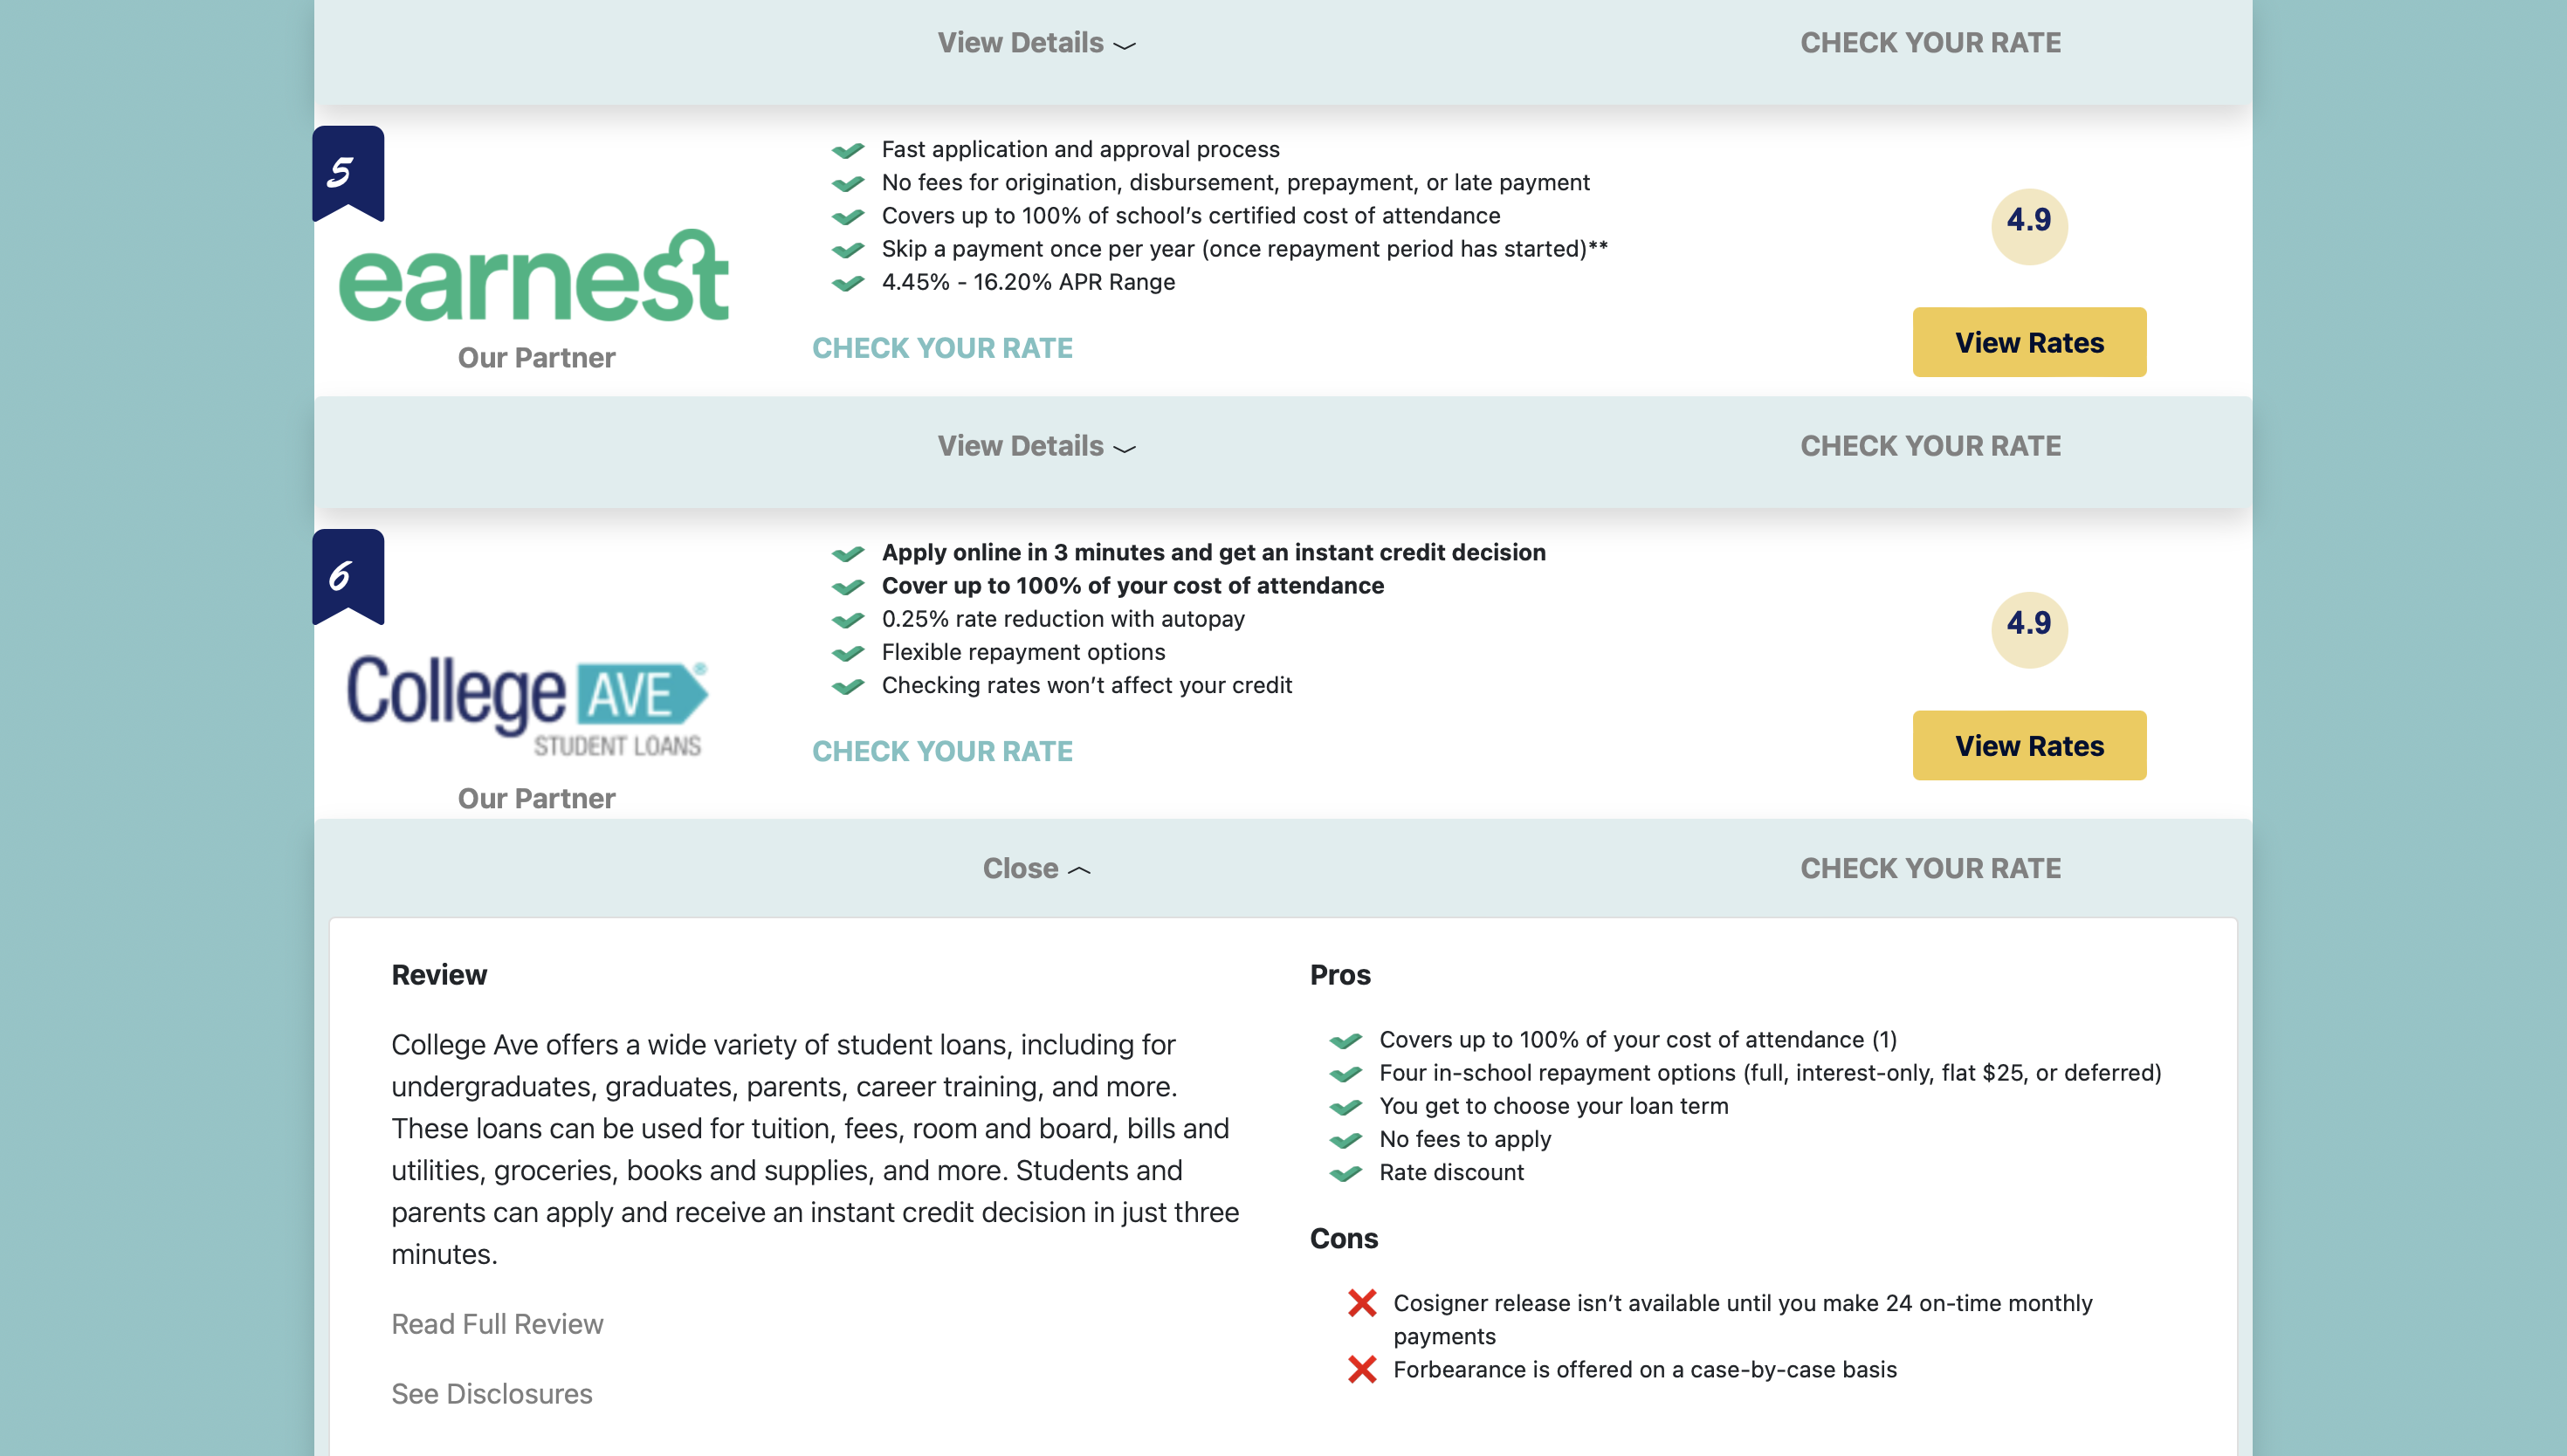 View Details
CHECK YOUR RATE
5
earnest
Our Partner
Fast application and approval process
No fees for origination, disbursement, prepayment, or late payment
Covers up to 100% of school’s certified cost of attendance
Skip a payment once per year (once repayment period has started)**
4.45% - 16.20% APR Range
CHECK YOUR RATE
4.9
View Rates
View Details
CHECK YOUR RATE
6
College AVE®
STUDENT LOANS
Our Partner
Apply online in 3 minutes and get an instant credit decision
Cover up to 100% of your cost of attendance
0.25% rate reduction with autopay
Flexible repayment options
Checking rates won’t affect your credit
CHECK YOUR RATE
4.9
View Rates
Close
CHECK YOUR RATE
Review
College Ave offers a wide variety of student loans, including for
undergraduates, graduates, parents, career training, and more.
These loans can be used for tuition, fees, room and board, bills and
utilities, groceries, books and supplies, and more. Students and
parents can apply and receive an instant credit decision in just three
minutes.
Read Full Review
See Disclosures
Pros
Covers up to 100% of your cost of attendance (1)
Four in-school repayment options (full, interest-only, flat $25, or deferred)
You get to choose your loan term
No fees to apply
Rate discount
Cons
Cosigner release isn’t available until you make 24 on-time monthly
payments
Forbearance is offered on a case-by-case basis